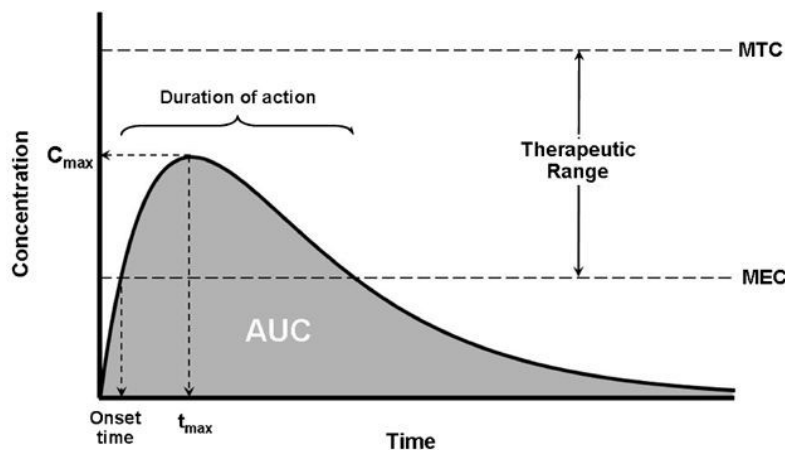 MTC
Duration of action
Cmax
Therapeutic
Range
Concentration
MEC
AUC
Onset
time
tmax
Time